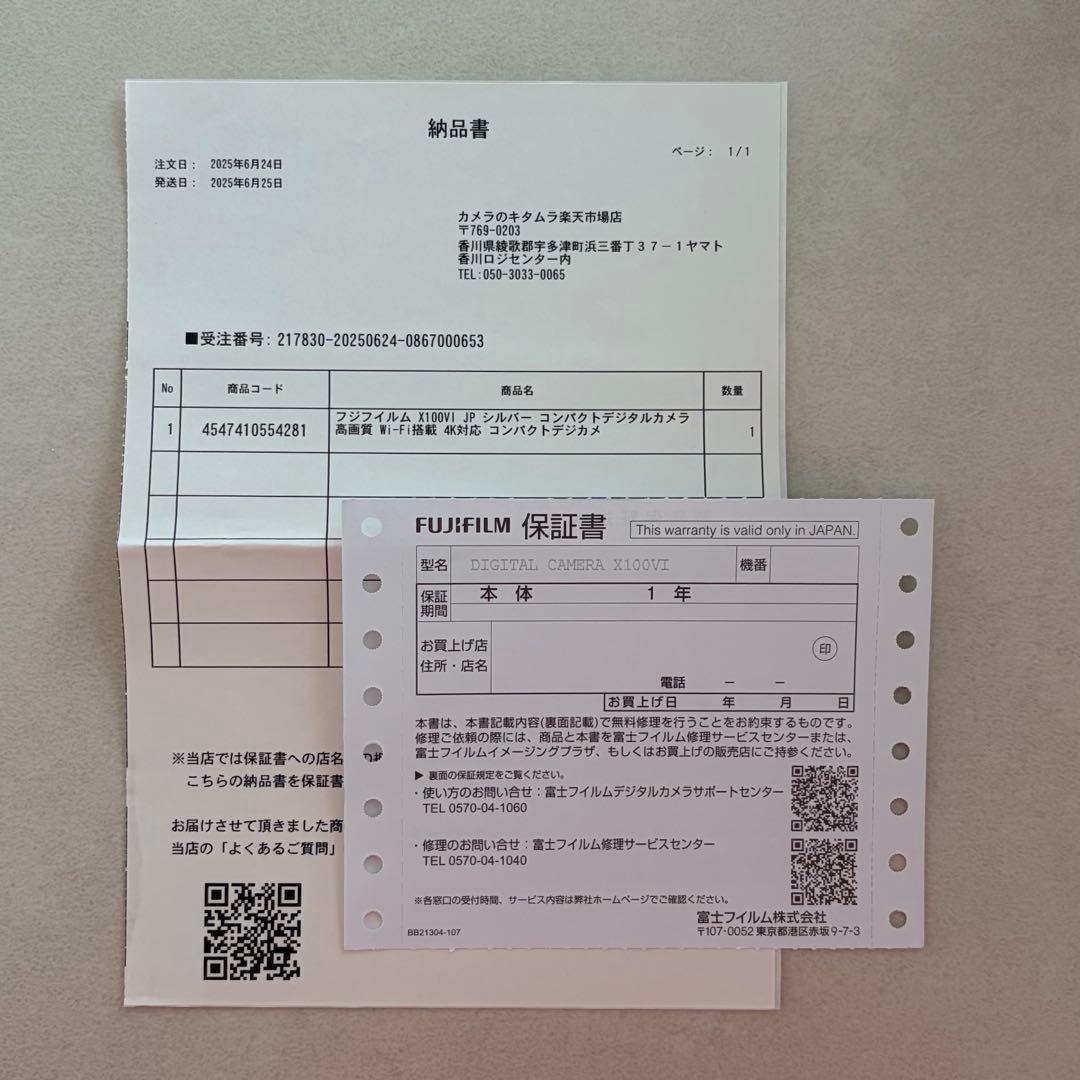 納品書
ページ： 1/1
注文日： 2025年6月24日
発送日： 2025年6月25日
カメラのキタムラ楽天市場店
〒769-0203
香川県綾歌郡宇多津町浜三番丁３７－１ヤマト
香川ロジセンター内
TEL:050-3033-0065
■受注番号: 217830-20250624-0867000653
No 商品コード 商品名 数量
1 4547410554281 フジフイルム X100VI JP シルバー コンパクトデジタルカメラ
高画質 Wi-Fi搭載 4K対応 コンパクトデジカメ 1
※当店では保証書への店名
こちらの納品書を保証書
お届けさせて頂きました商
当店の「よくあるご質問」
FUJIFILM 保証書 This warranty is valid only in JAPAN.
型名 DIGITAL CAMERA X100VI 機番
保証期間 本体 1年
お買上げ店
住所・店名 印
電話 － －
お買上げ日 年 月 日
本書は、本書記載内容(裏面記載)で無料修理を行うことをお約束するものです。
修理ご依頼の際には、商品と本書を富士フイルム修理サービスセンターまたは、
富士フイルムイメージングプラザ、もしくはお買上げの販売店にご持参ください。
▶ 裏面の保証規定をご覧ください。
・使い方のお問い合せ：富士フイルムデジタルカメラサポートセンター
TEL 0570-04-1060
・修理のお問い合せ：富士フイルム修理サービスセンター
TEL 0570-04-1040
※各窓口の受付時間、サービス内容は弊社ホームページでご確認ください。
富士フイルム株式会社
BB21304-107 〒107-0052 東京都港区赤坂9-7-3